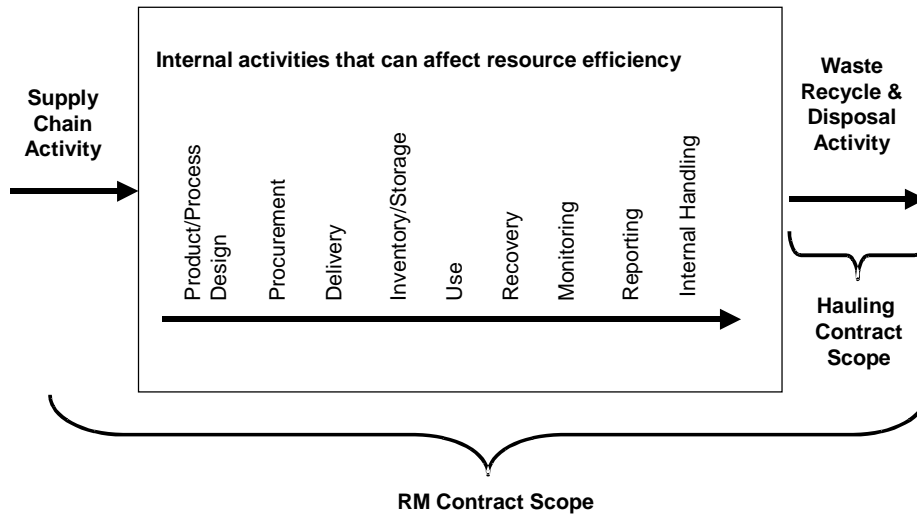 Internal activities that can affect resource efficiency
Supply
Chain
Activity
Product/Process
Design
Procurement
Delivery
Inventory/Storage
Use
Recovery
Monitoring
Reporting
Internal Handling
Waste
Recycle &
Disposal
Activity
Hauling
Contract
Scope
RM Contract Scope